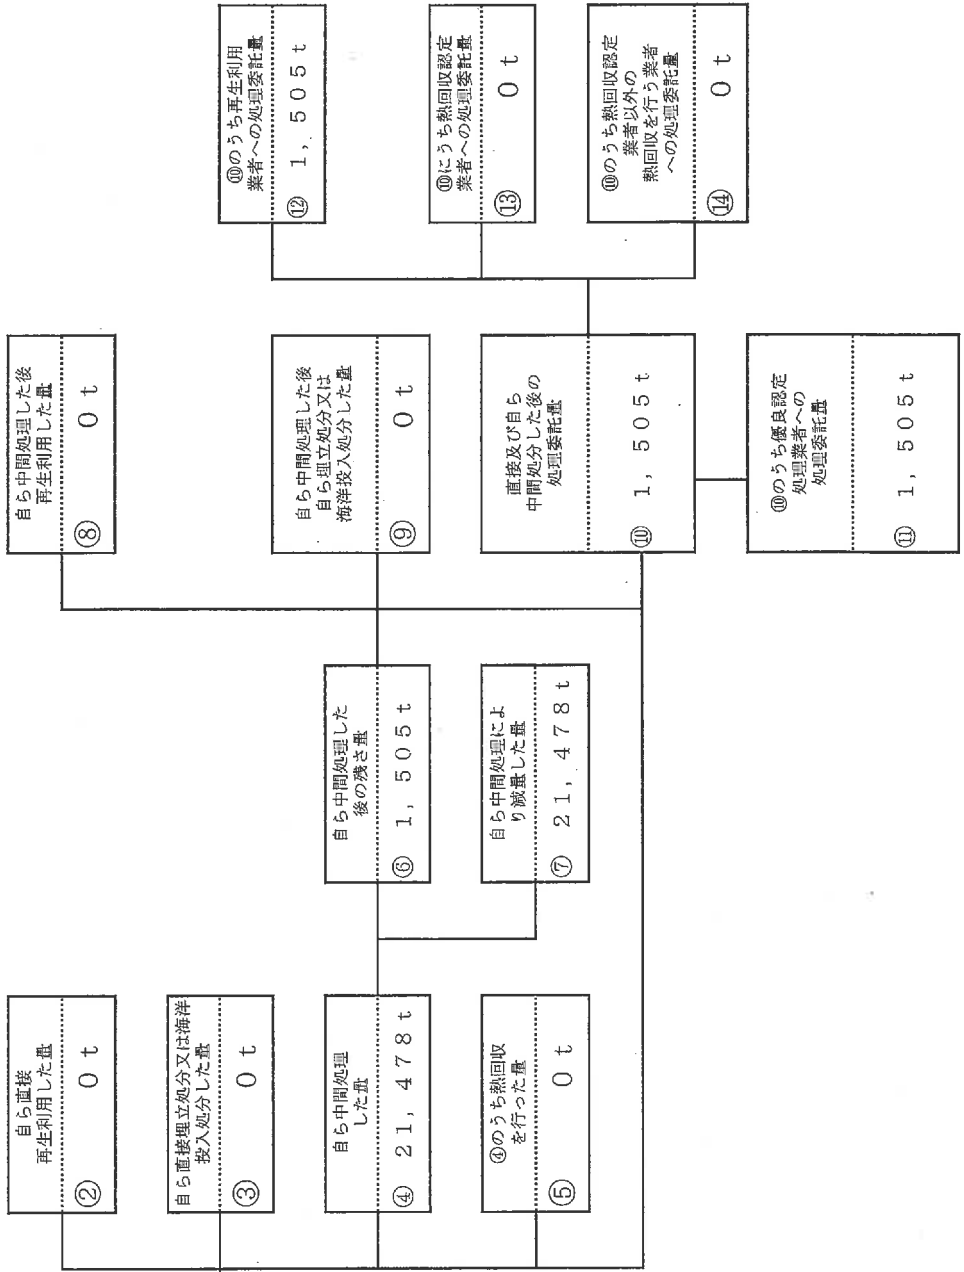 自ら直接
再生利用した量
② 0 t
自ら直接埋立処分又は海洋
投入処分した量
③ 0 t
自ら中間処理
した量
④ 21,478t
④のうち熱回収
を行った量
⑤ 0 t
自ら中間処理した
後の残さ量
⑥ 1,505t
自ら中間処理によ
り減量した量
⑦ 21,478t
自ら中間処理した後
再生利用した量
⑧ 0 t
自ら中間処理した後
自ら埋立処分又は
海洋投入処分した量
⑨ 0 t
直接及び自ら
中間処分した後の
処理委託量
⑩ 1,505t
⑩のうち優良認定
処理業者への
処理委託量
⑪ 1,505t
⑩のうち再生利用
業者への処理委託量
⑫ 1,505t
⑩にうち熱回収認定
業者への処理委託量
⑬ 0 t
⑩のうち熱回収認定
業者以外の
熱回収を行う業者
への処理委託量
⑭ 0 t